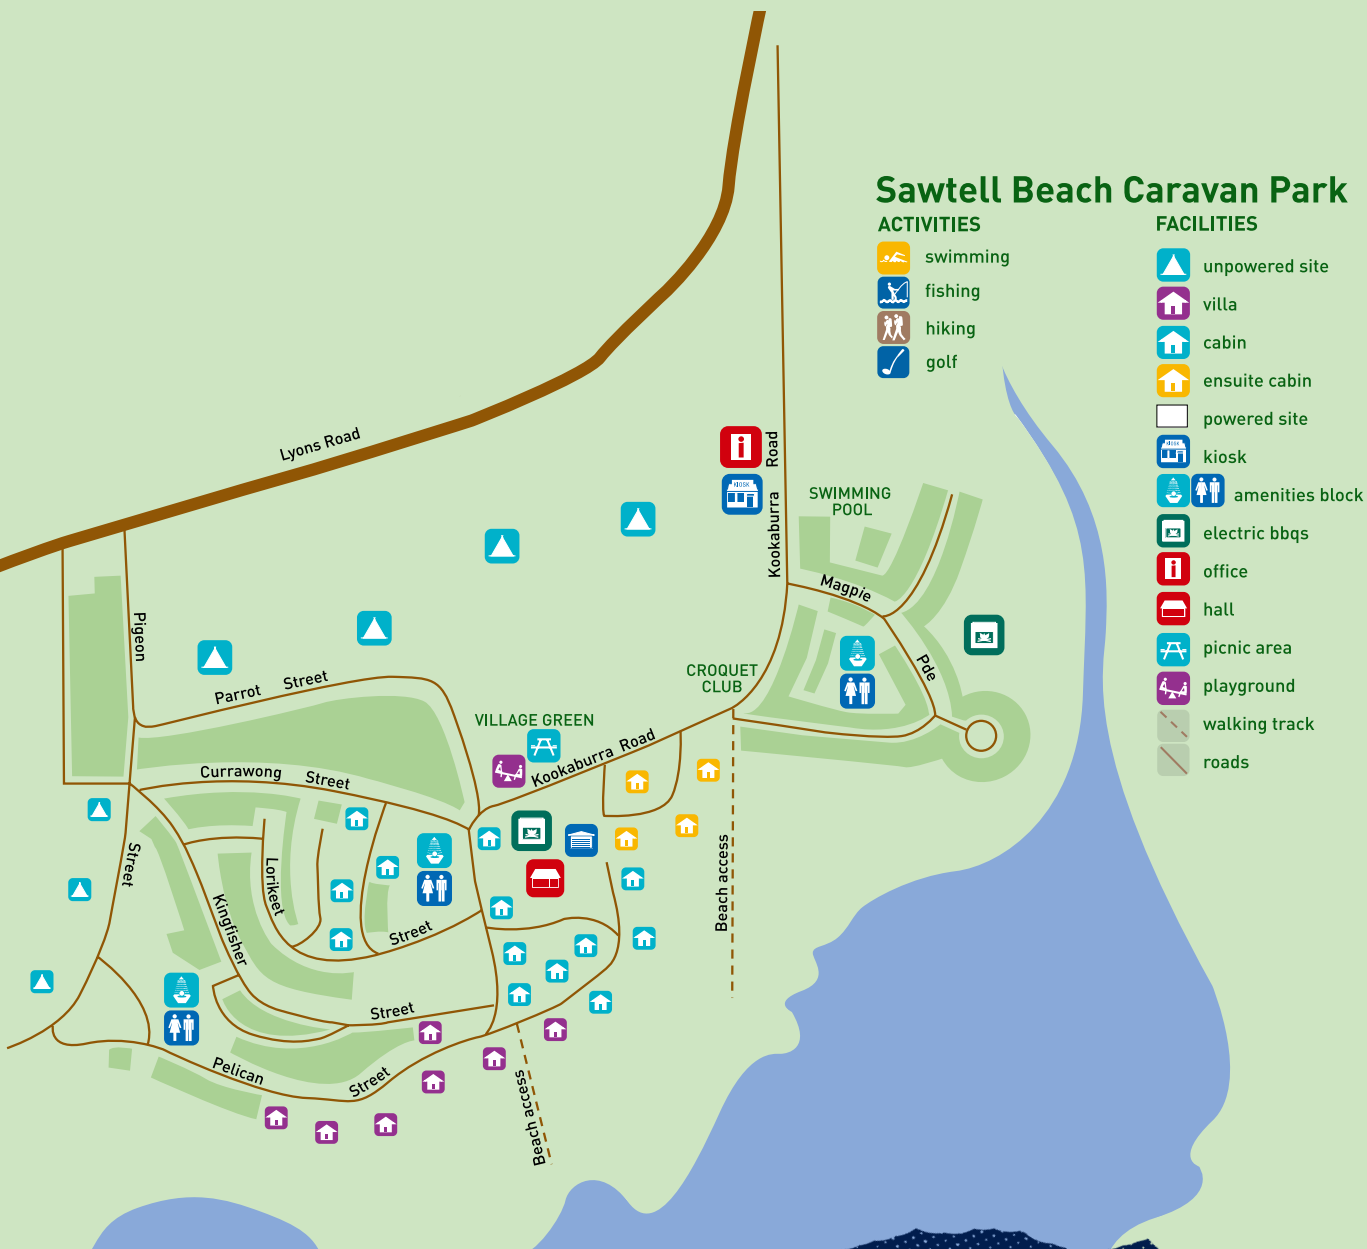 Sawtell Beach Caravan Park
ACTIVITIES
swimming
fishing
hiking
golf
FACILITIES
unpowered site
villa
cabin
ensuite cabin
powered site
KIOSK
kiosk
amenities block
electric bbqs
office
hall
picnic area
playground
walking track
roads
Lyons Road
Kookaburra Road
KIOSK
SWIMMING
POOL
Magpie
Pde
Pigeon
Street
Parrot Street
CROQUET
CLUB
VILLAGE GREEN
Kookaburra Road
Currawong Street
Lorikeet
Street
Kingfisher
Street
Beach access
Pelican
Street
Beach access